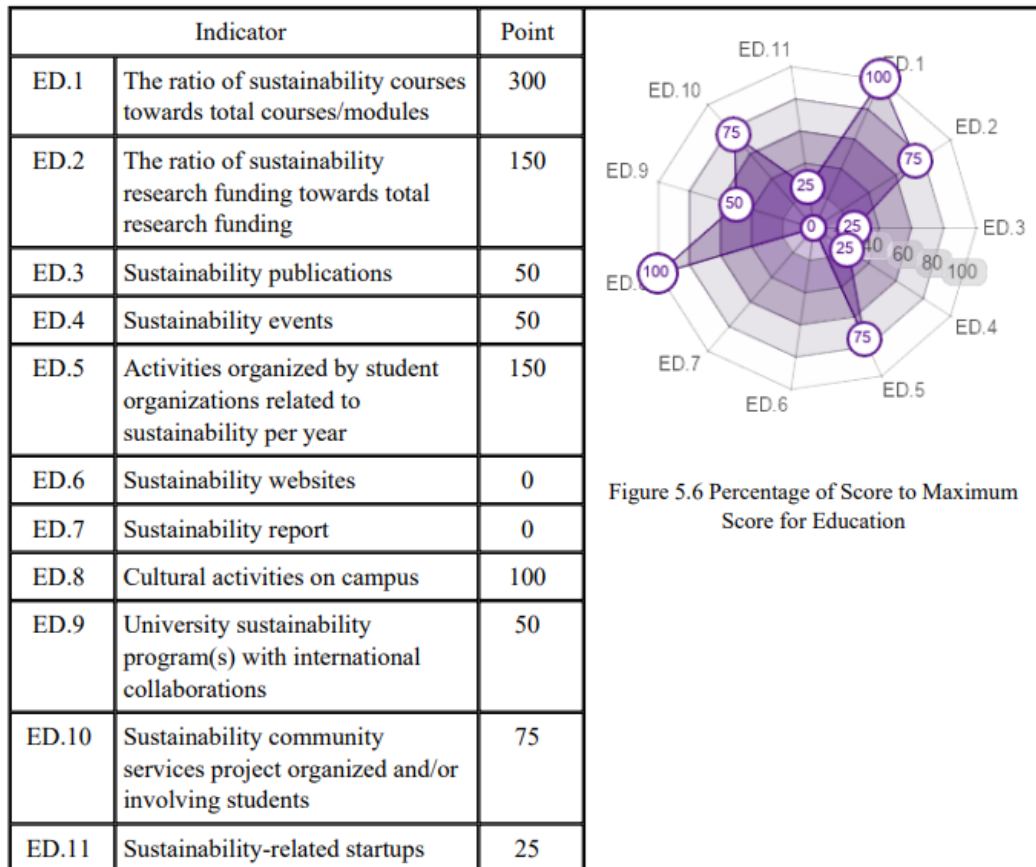 Indicator Point
ED.1 The ratio of sustainability courses 300
towards total courses/modules
ED.2 The ratio of sustainability 150
research funding towards total
research funding
ED.3 Sustainability publications 50
ED.4 Sustainability events 50
ED.5 Activities organized by student 150
organizations related to
sustainability per year
ED.6 Sustainability websites 0
ED.7 Sustainability report 0
ED.8 Cultural activities on campus 100
ED.9 University sustainability 50
program(s) with international
collaborations
ED.10 Sustainability community 75
services project organized and/or
involving students
ED.11 Sustainability-related startups 25
ED.11
100
ED.10
ED.2
75
75
ED.9
25
50
ED.3
0
25
25
40
60
80
100
100
ED.4
ED.7
75
ED.5
ED.6
Figure 5.6 Percentage of Score to Maximum
Score for Education